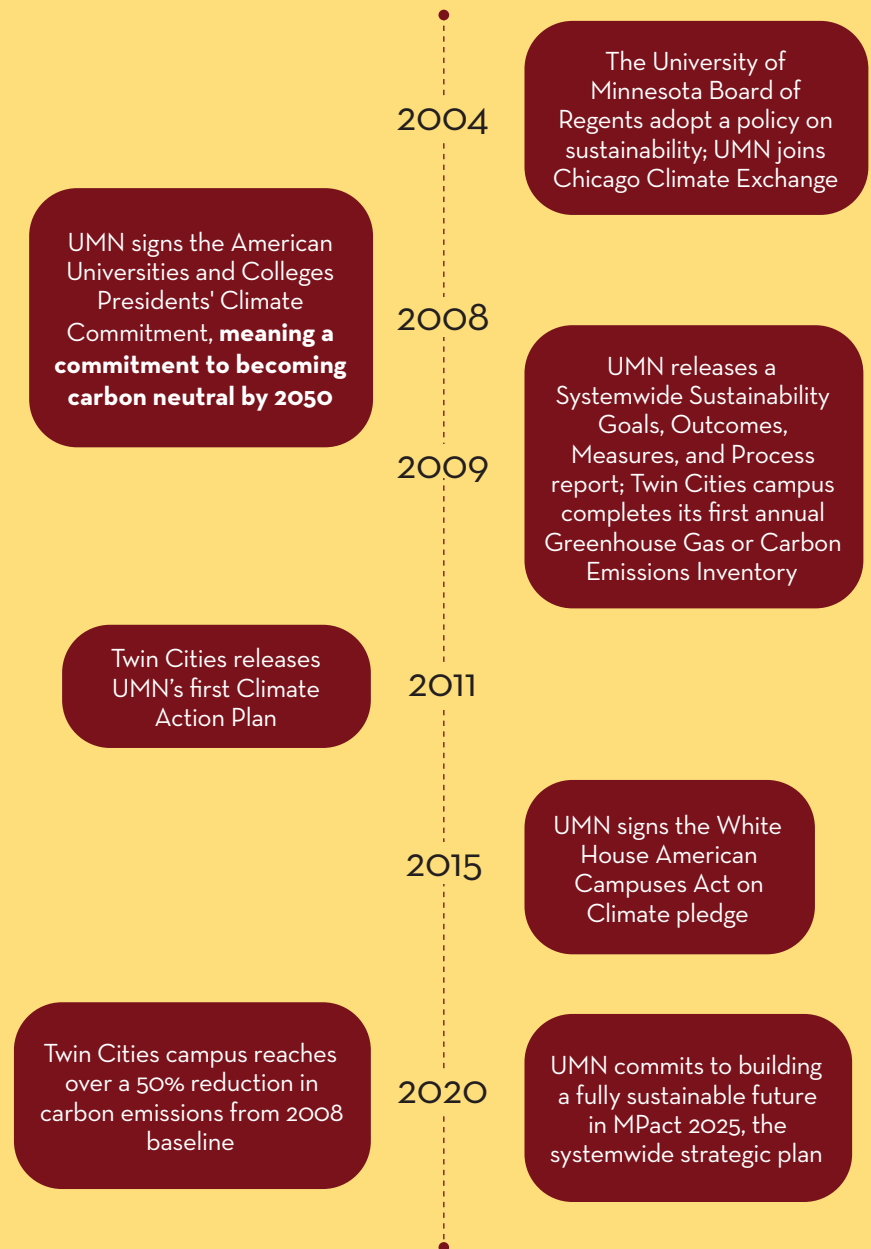 2004
The University of
Minnesota Board of
Regents adopt a policy on
sustainability; UMN joins
Chicago Climate Exchange
2008
UMN signs the American
Universities and Colleges
Presidents' Climate
Commitment, meaning a
commitment to becoming
carbon neutral by 2050
2009
UMN releases a
Systemwide Sustainability
Goals, Outcomes,
Measures, and Process
report; Twin Cities campus
completes its first annual
Greenhouse Gas or Carbon
Emissions Inventory
2011
Twin Cities releases
UMN’s first Climate
Action Plan
2015
UMN signs the White
House American
Campuses Act on
Climate pledge
2020
Twin Cities campus reaches
over a 50% reduction in
carbon emissions from 2008
baseline
UMN commits to building
a fully sustainable future
in MPact 2025, the
systemwide strategic plan